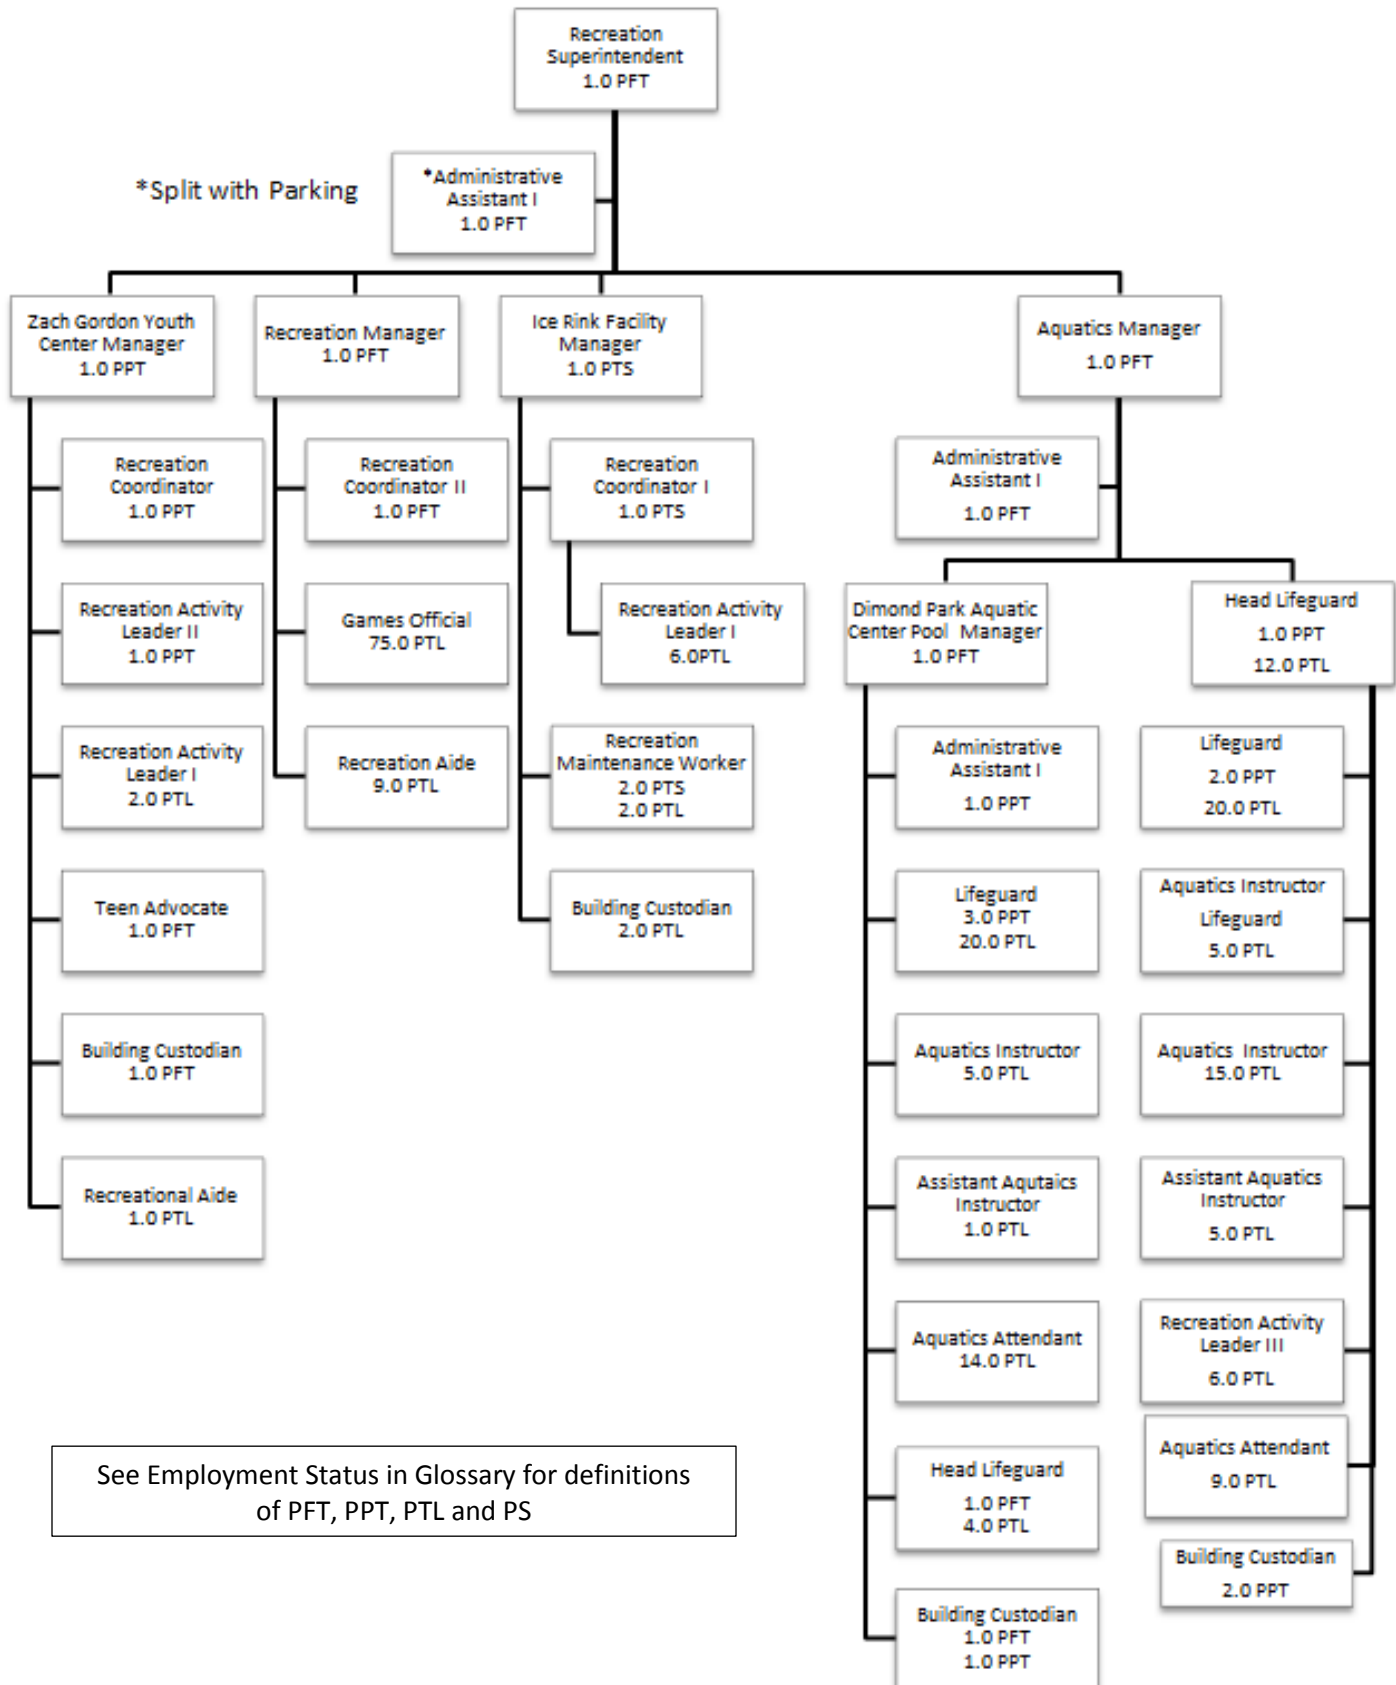 Recreation
Superintendent
1.0 PFT
*Split with Parking
*Administrative
Assistant I
1.0 PFT
Zach Gordon Youth
Center Manager
1.0 PPT
Recreation Manager
1.0 PFT
Ice Rink Facility
Manager
1.0 PTS
Aquatics Manager
1.0 PFT
Recreation
Coordinator
1.0 PPT
Recreation Activity
Leader II
1.0 PPT
Recreation Activity
Leader I
2.0 PTL
Teen Advocate
1.0 PFT
Building Custodian
1.0 PFT
Recreational Aide
1.0 PTL
Recreation
Coordinator II
1.0 PFT
Games Official
75.0 PTL
Recreation Aide
9.0 PTL
Recreation
Coordinator I
1.0 PTS
Recreation Activity
Leader I
6.0PTL
Recreation
Maintenance Worker
2.0 PTS
2.0 PTL
Building Custodian
2.0 PTL
Administrative
Assistant I
1.0 PFT
Dimond Park Aquatic
Center Pool  Manager
1.0 PFT
Administrative
Assistant I
1.0 PPT
Lifeguard
3.0 PPT
20.0 PTL
Aquatics Instructor
5.0 PTL
Assistant Aqutaics
Instructor
1.0 PTL
Aquatics Attendant
14.0 PTL
Head Lifeguard
1.0 PFT
4.0 PTL
Building Custodian
1.0 PFT
1.0 PPT
Head Lifeguard
1.0 PPT
12.0 PTL
Lifeguard
2.0 PPT
20.0 PTL
Aquatics Instructor
Lifeguard
5.0 PTL
Aquatics  Instructor
15.0 PTL
Assistant Aquatics
Instructor
5.0 PTL
Recreation Activity
Leader III
6.0 PTL
Aquatics Attendant
9.0 PTL
Building Custodian
2.0 PPT
See Employment Status in Glossary for definitions
of PFT, PPT, PTL and PS